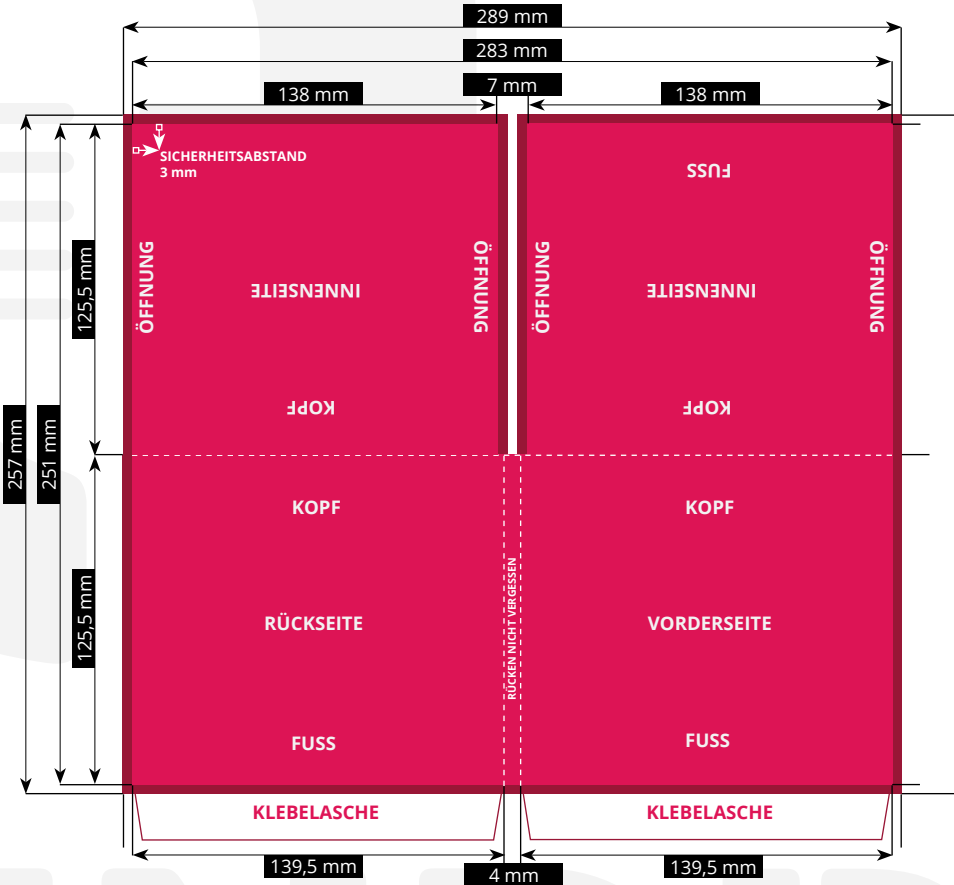 289 mm
283 mm
7 mm
138 mm
138 mm
SICHERHEITSABSTAND
3 mm
FUSS
ÖFFNUNG
INNENSEITE
ÖFFNUNG
ÖFFNUNG
INNENSEITE
ÖFFNUNG
125,5 mm
KOPF
KOPF
257 mm
251 mm
KOPF
KOPF
125,5 mm
RÜCKSEITE
RÜCKEN NICHT VERGESSEN
VORDERSEITE
FUSS
FUSS
KLEBELASCHE
KLEBELASCHE
139,5 mm
4 mm
139,5 mm